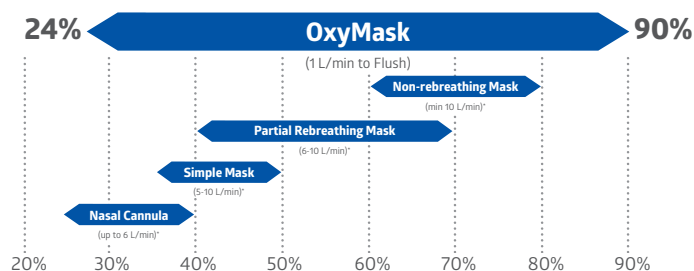 24%
OxyMask
90%
(1 L/min to Flush)
Non-rebreathing Mask
(min 10 L/min)*
Partial Rebreathing Mask
(6-10 L/min)*
Simple Mask
(5-10 L/min)*
Nasal Cannula
(up to 6 L/min)*
20% 30% 40% 50% 60% 70% 80% 90%